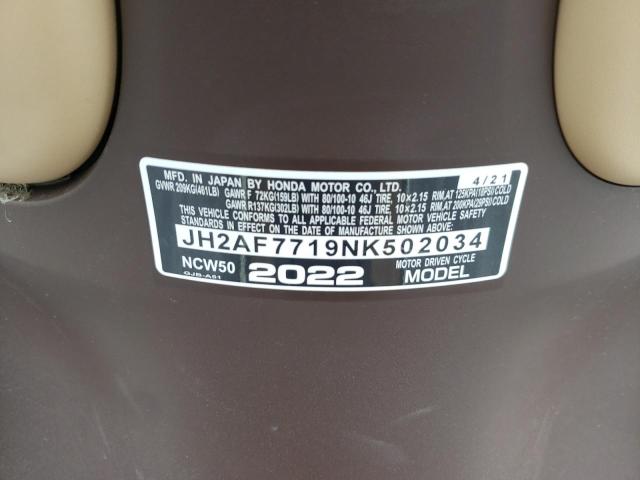 MFD. IN JAPAN BY HONDA MOTOR CO., LTD. 4/21
GVWR 209KG(461LB) GAWR F 72KG(159LB) WITH 80/100-10 46J TIRE, 10×2.15 RIM, AT 125KPA(18PSI)COLD
GAWR R137KG(302LB) WITH 80/100-10 46J TIRE, 10×2.15 RIM, AT 200KPA(29PSI)COLD
THIS VEHICLE CONFORMS TO ALL APPLICABLE FEDERAL MOTOR VEHICLE SAFETY
STANDARDS IN EFFECT ON THE DATE OF MANUFACTURE SHOWN ABOVE.
JH2AF7719NK502034
NCW50 2022 MOTOR DRIVEN CYCLE
GJB-A61 MODEL